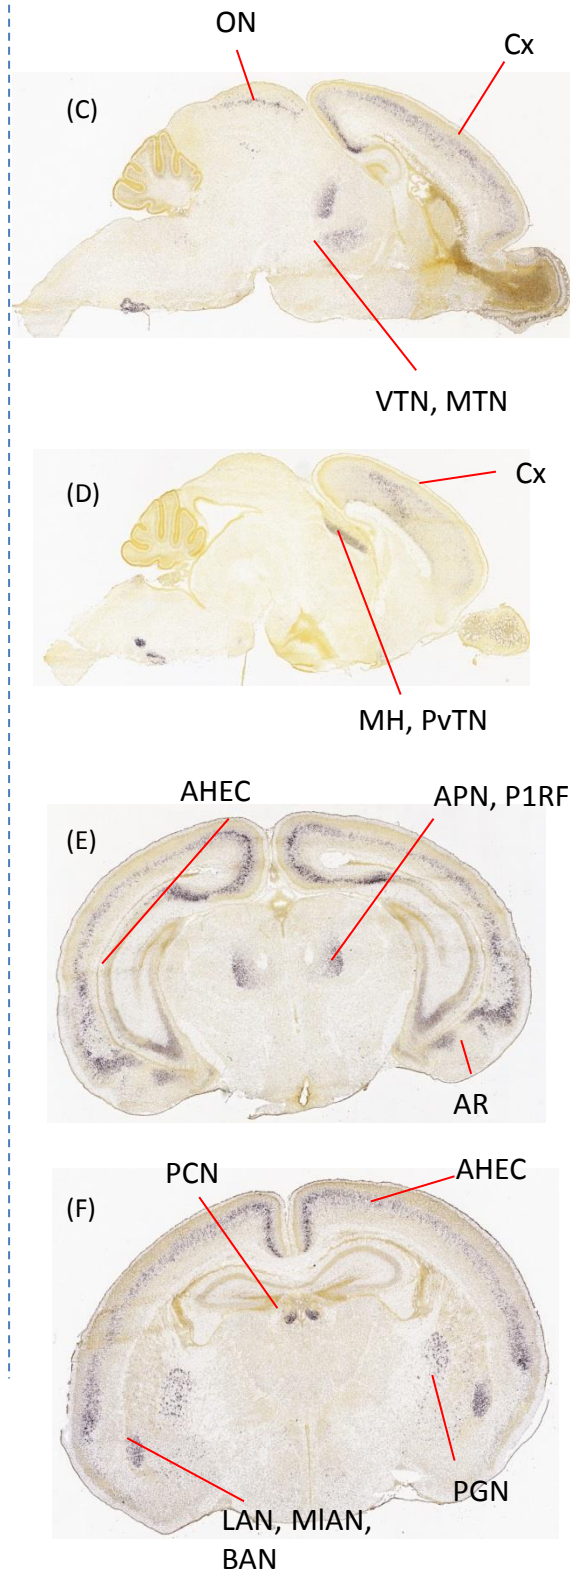 ON
Cx
(C)
VTN, MTN
(D)
Cx
MH, PvTN
AHEC
APN, P1RF
(E)
AR
PCN
AHEC
(F)
PGN
LAN, MlAN,
BAN